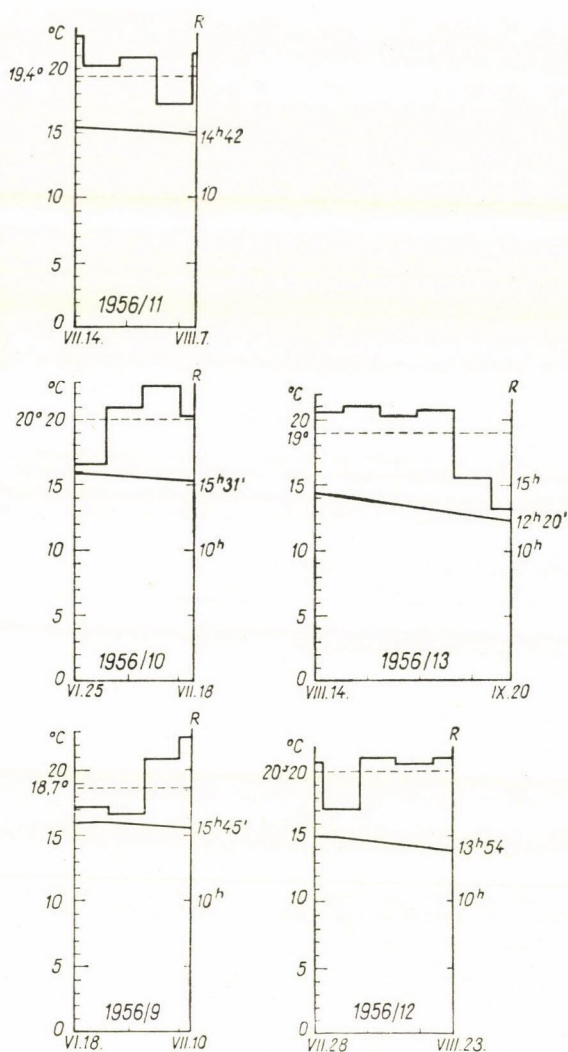 °C R
20
19,4°
15 14ʰ42
10 10
5
1956/11
0
VII.14. VIII.7.
°C R
20° 20
15 15ʰ31'
10 10ʰ
5
1956/10
0
VI.25 VII.18
°C R
20
19°
15ʰ
15
12ʰ20'
10 10ʰ
5
1956/13
0
VIII.14. IX.20
°C R
20
18,7°
15 15ʰ45'
10 10ʰ
5
1956/9
0
VI.18. VII.10
°C R
20° 20
15 13ʰ54
10 10ʰ
5
1956/12
0
VII.28 VIII.23.